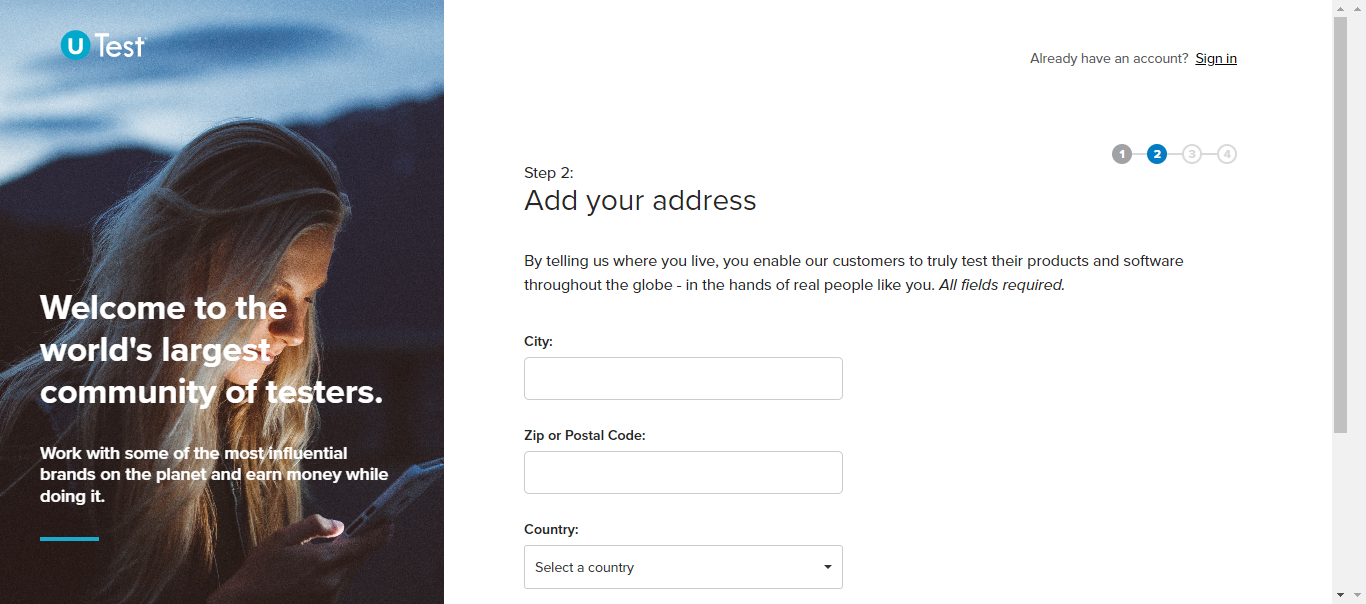 U Test
Already have an account? Sign in
1 2 3 4
Step 2:
Add your address
By telling us where you live, you enable our customers to truly test their products and software
throughout the globe - in the hands of real people like you. All fields required.
City:
Zip or Postal Code:
Country:
Select a country
Welcome to the
world's largest
community of testers.
Work with some of the most influential
brands on the planet and earn money while
doing it.